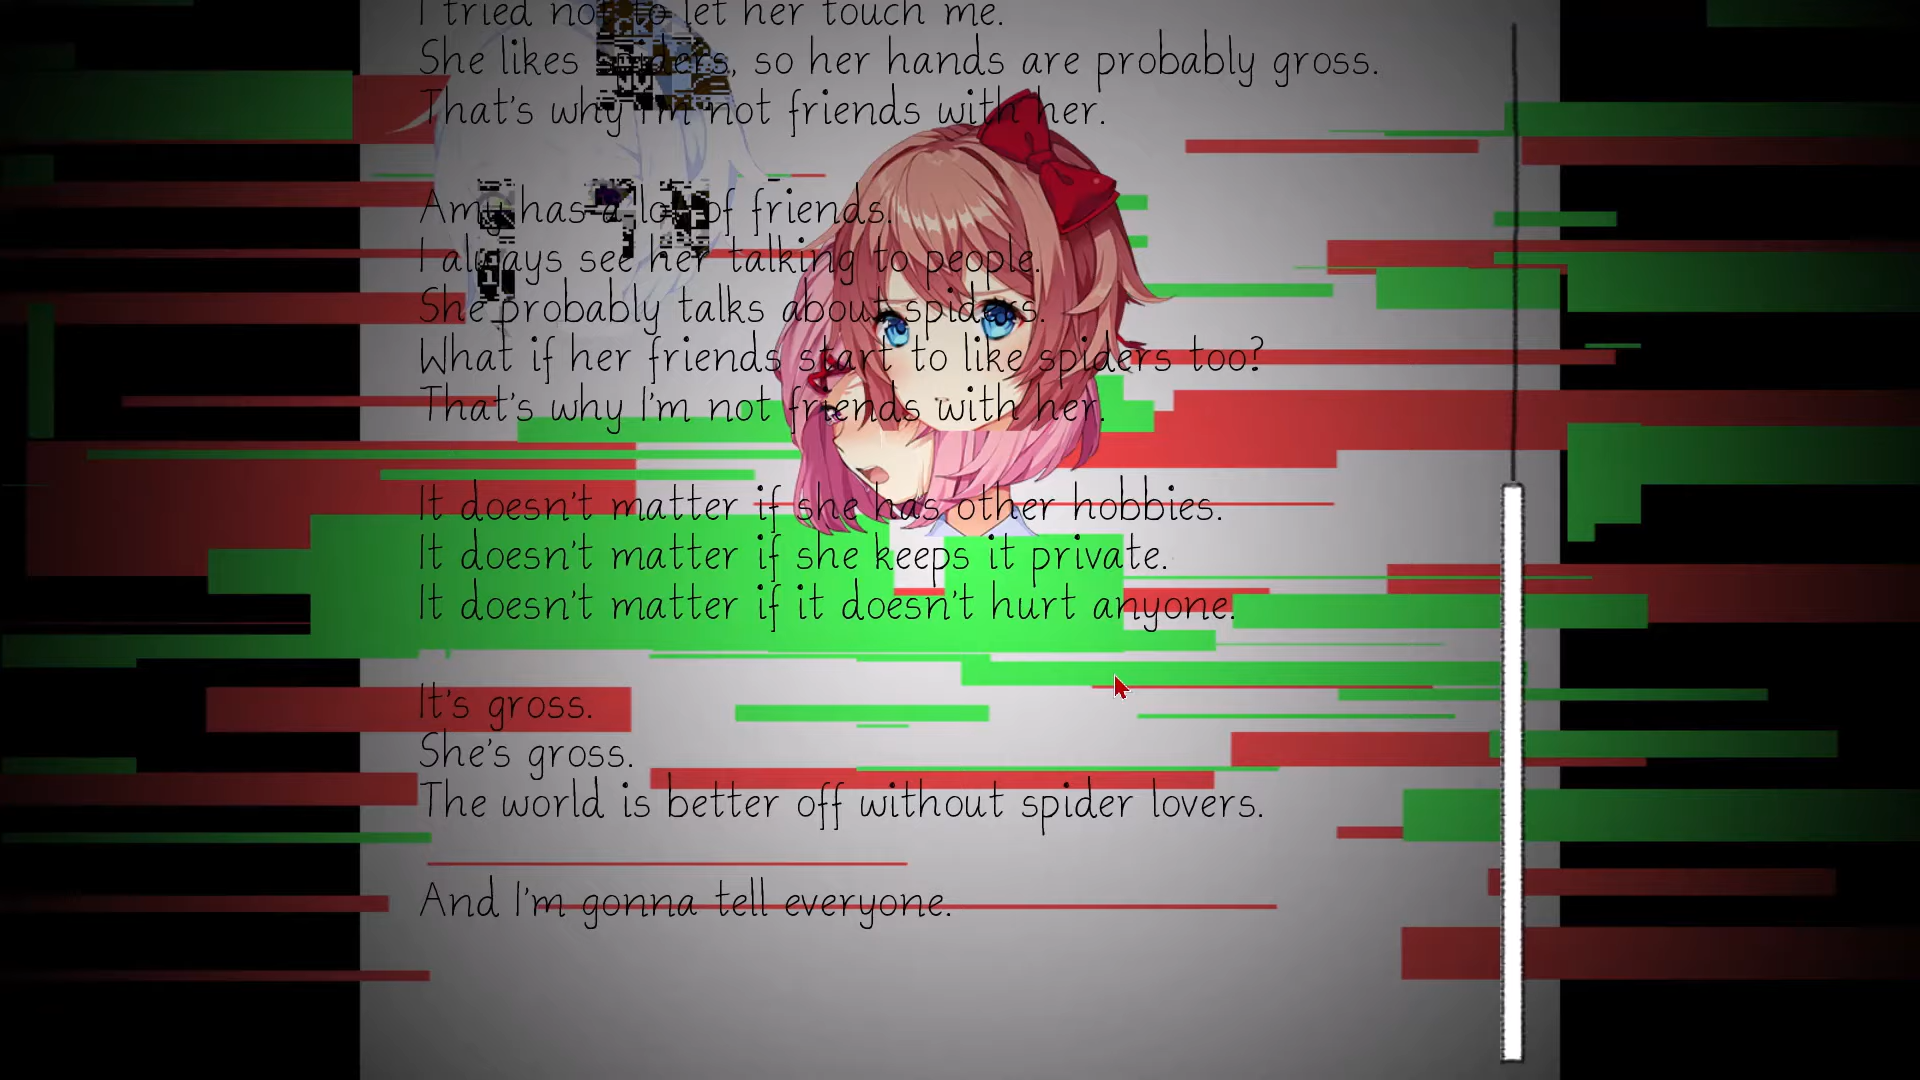 I tried not to let her touch me.
She likes spiders, so her hands are probably gross.
That's why I'm not friends with her.
Amy has a lot of friends.
I always see her talking to people.
She probably talks about spiders.
What if her friends start to like spiders too?
That's why I'm not friends with her.
It doesn't matter if she has other hobbies.
It doesn't matter if she keeps it private.
It doesn't matter if it doesn't hurt anyone.
It's gross.
She's gross.
The world is better off without spider lovers.
And I'm gonna tell everyone.